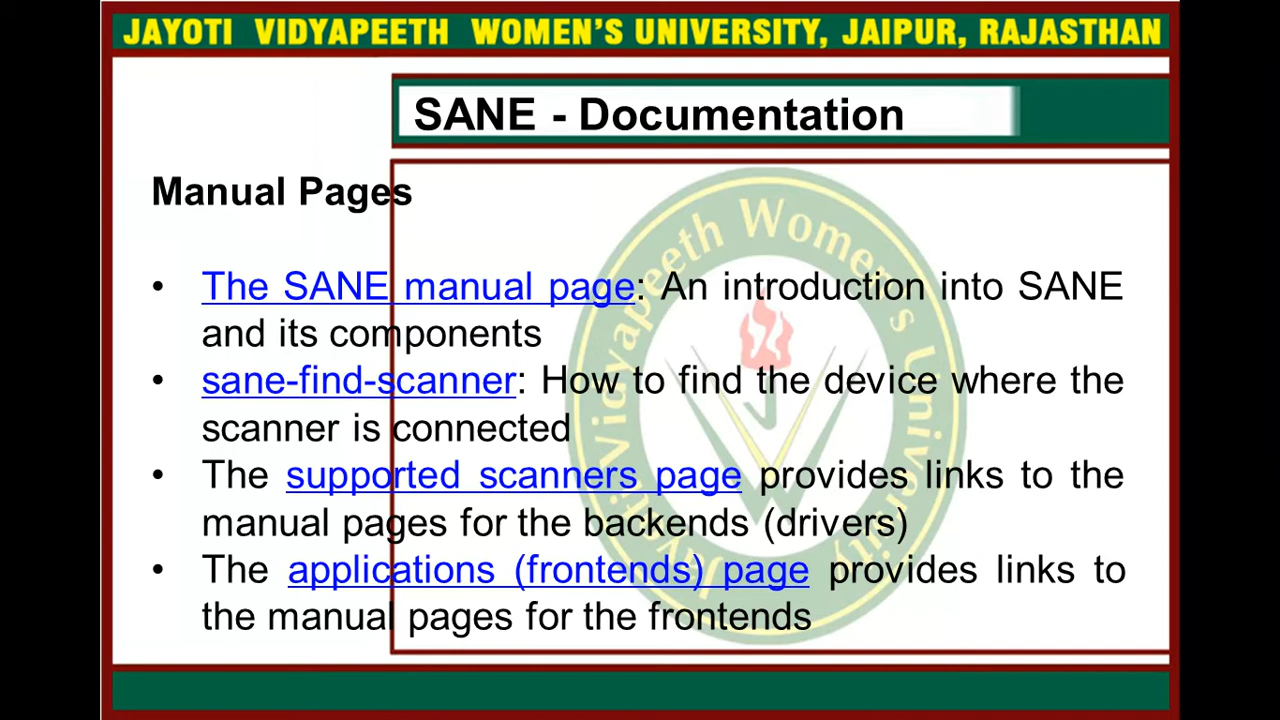 JAYOTI VIDYAPEETH WOMEN'S UNIVERSITY, JAIPUR, RAJASTHAN
SANE - Documentation
Manual Pages
• The SANE manual page: An introduction into SANE
and its components
• sane-find-scanner: How to find the device where the
scanner is connected
• The supported scanners page provides links to the
manual pages for the backends (drivers)
• The applications (frontends) page provides links to
the manual pages for the frontends
Vidyapeeth Women's University